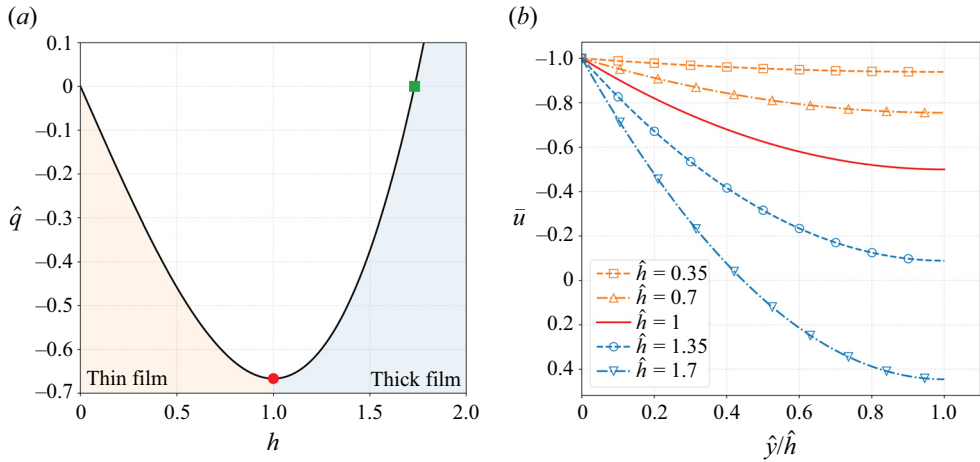 (a)
0.1
0
–0.1
–0.2
–0.3
–0.4
–0.5
–0.6
–0.7
q̂
Thin film
Thick film
0
0.5
1.0
1.5
2.0
h
(b)
–1.0
–0.8
–0.6
–0.5
–1.0
0
0.2
0.4
ū
ĥ = 0.35
ĥ = 0.7
ĥ = 1
ĥ = 1.35
ĥ = 1.7
0
0.2
0.4
0.6
0.8
1.0
ŷ/ĥ